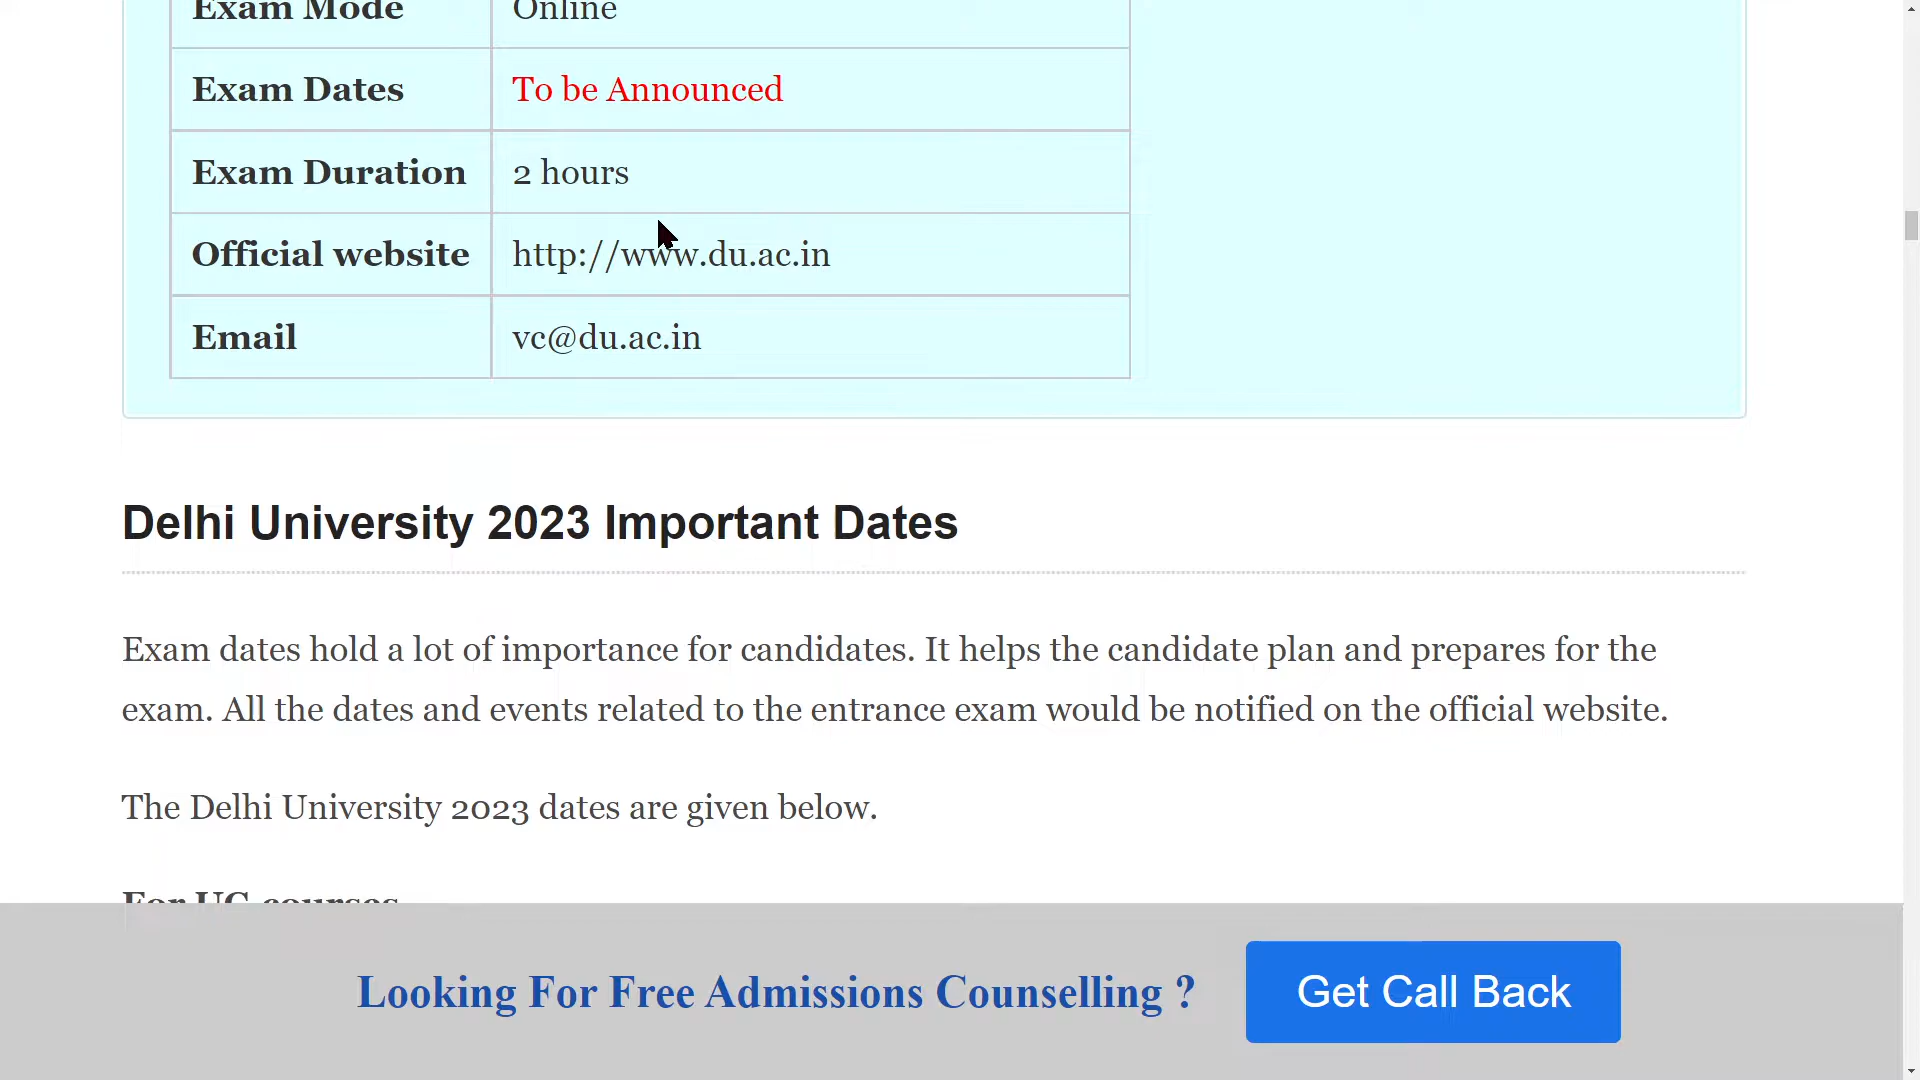 Exam Mode Online
Exam Dates To be Announced
Exam Duration 2 hours
Official website http://www.du.ac.in
Email vc@du.ac.in
Delhi University 2023 Important Dates
Exam dates hold a lot of importance for candidates. It helps the candidate plan and prepares for the
exam. All the dates and events related to the entrance exam would be notified on the official website.
The Delhi University 2023 dates are given below.
For UG courses
Looking For Free Admissions Counselling ? Get Call Back